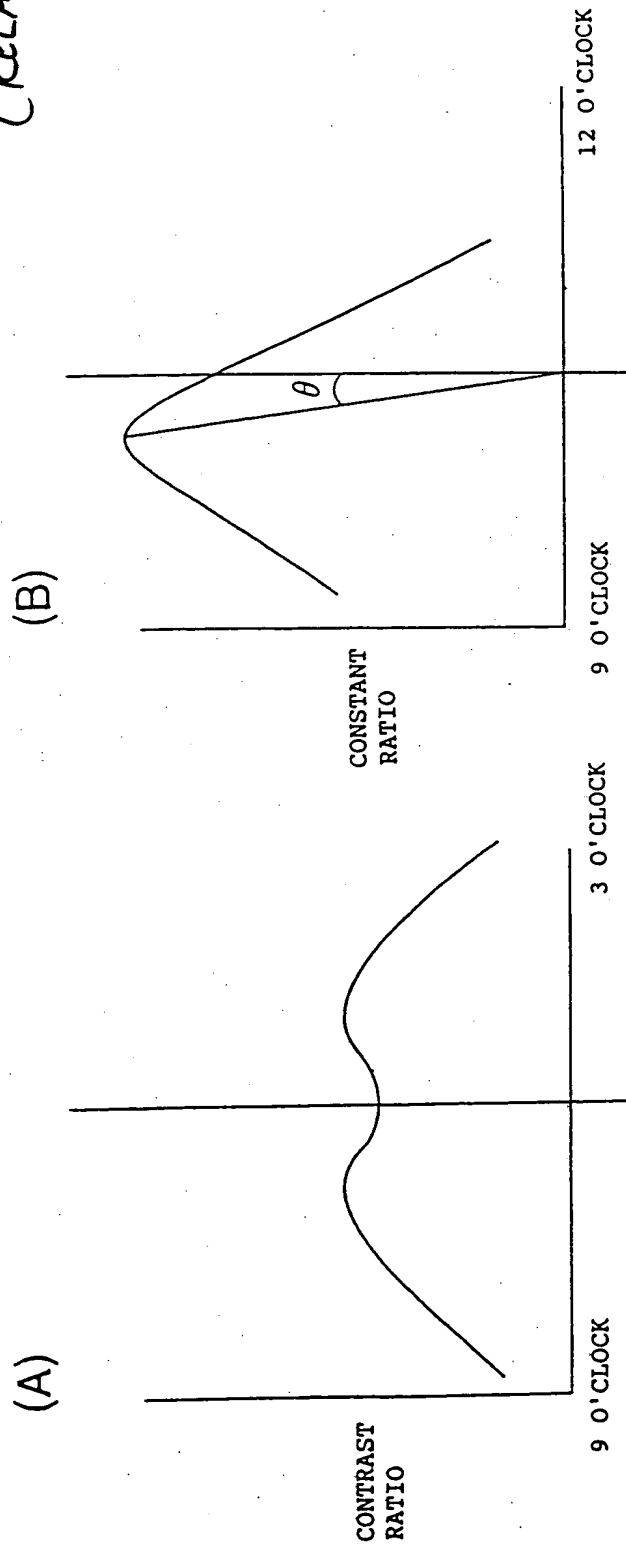 (A)
CONTRAST
RATIO
9 O'CLOCK
3 O'CLOCK
(B)
CONSTANT
RATIO
θ
9 O'CLOCK
12 O'CLOCK